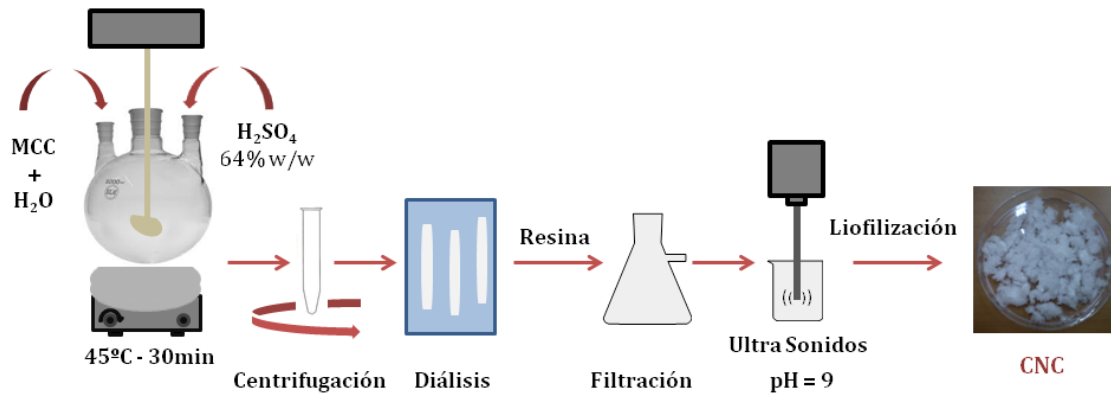 MCC
+
H₂O
H₂SO₄
64% w/w
45ºC - 30min
Centrifugación
Diálisis
Resina
Filtración
Ultra Sonidos
pH = 9
Liofilización
CNC